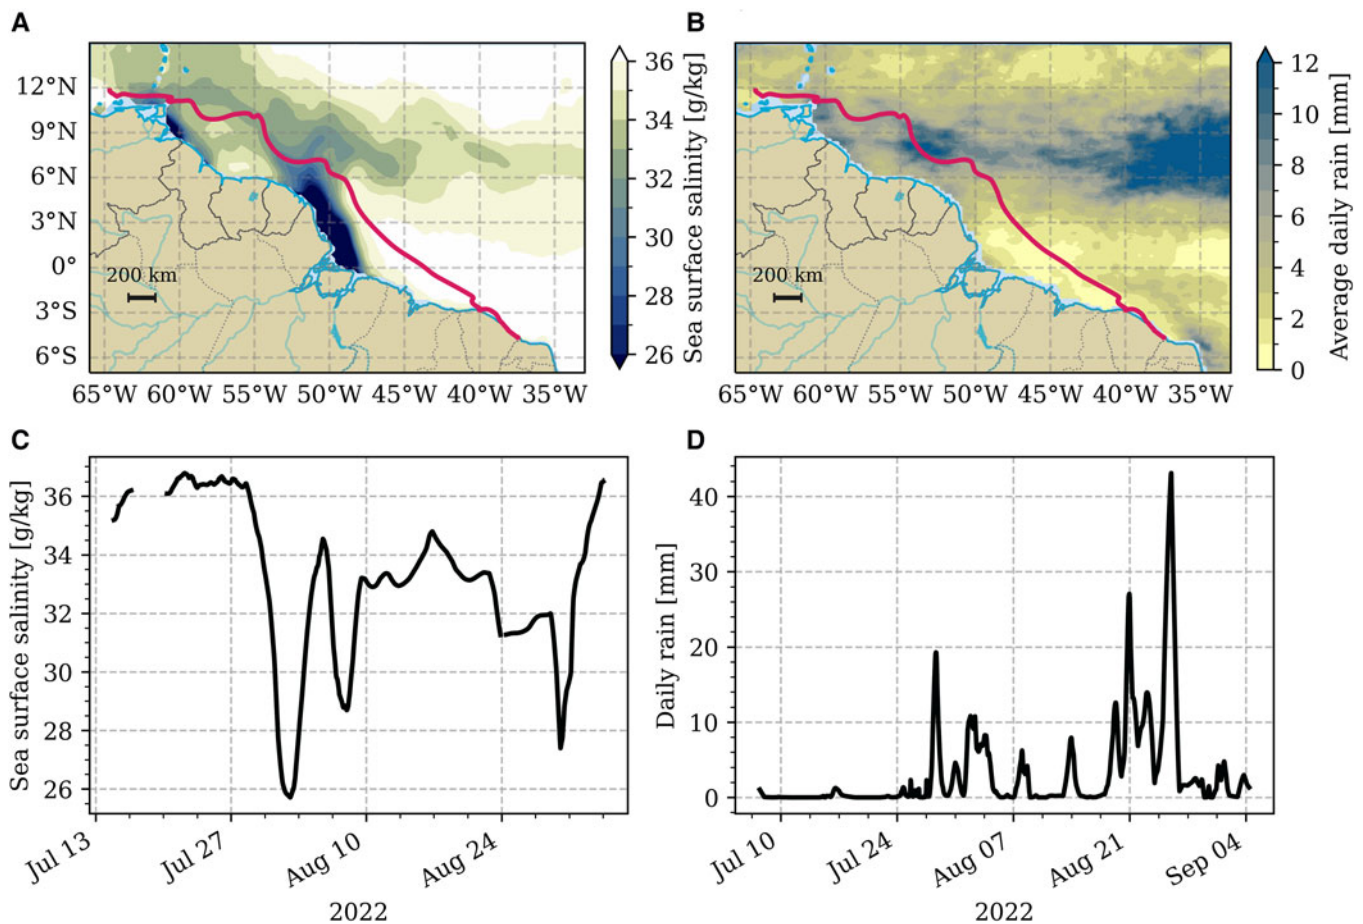 A
12°N
9°N
6°N
3°N
0°
3°S
6°S
200 km
65°W 60°W 55°W 50°W 45°W 40°W 35°W
36
34
32
30
28
26
Sea surface salinity [g/kg]
B
200 km
65°W 60°W 55°W 50°W 45°W 40°W 35°W
12
10
8
6
4
2
0
Average daily rain [mm]
C
Sea surface salinity [g/kg]
36
34
32
30
28
26
Jul 13
Jul 27
Aug 10
Aug 24
2022
D
Daily rain [mm]
40
30
20
10
0
Jul 10
Jul 24
Aug 07
Aug 21
Sep 04
2022